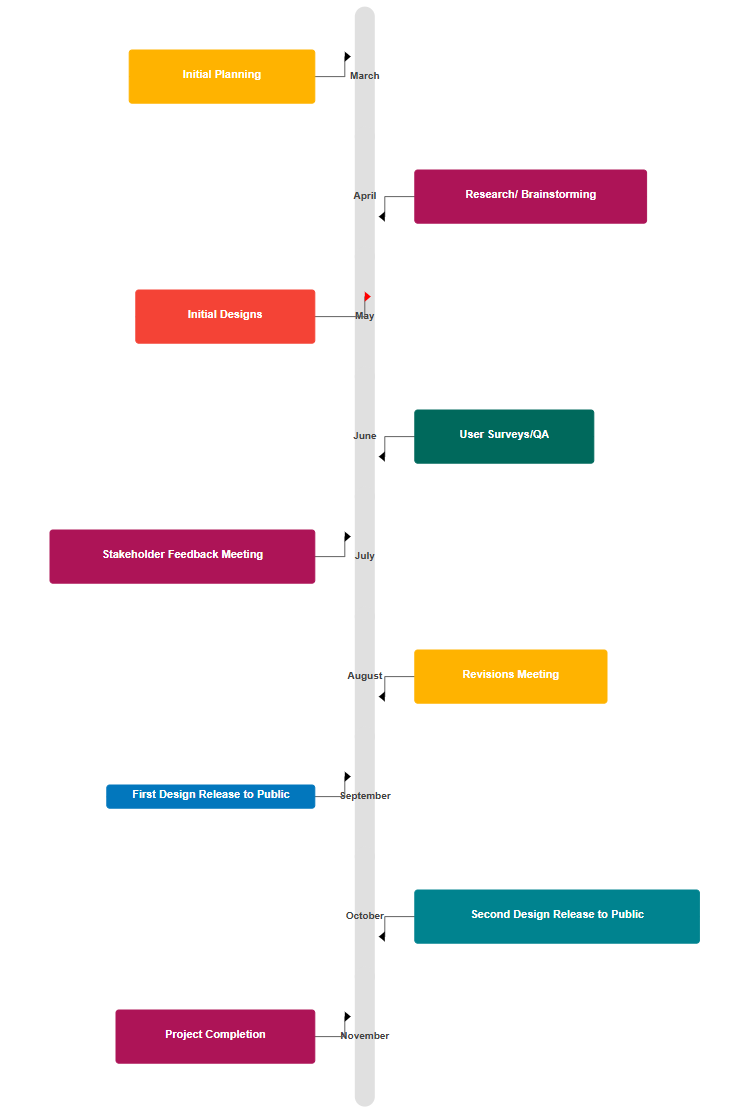 Initial Planning
March
April
Research/ Brainstorming
Initial Designs
May
June
User Surveys/QA
Stakeholder Feedback Meeting
July
August
Revisions Meeting
First Design Release to Public
September
October
Second Design Release to Public
Project Completion
November